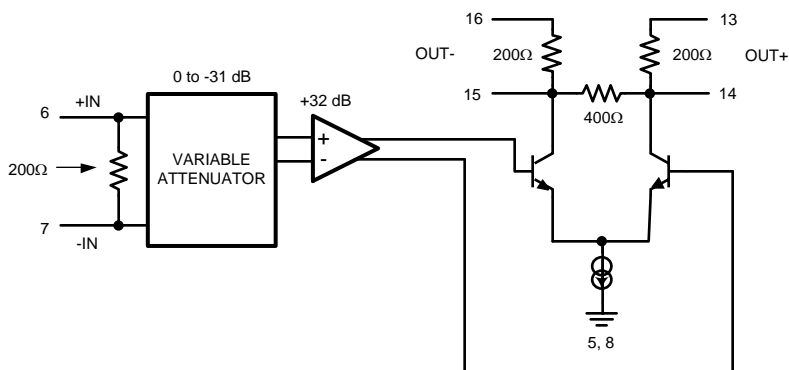 16
13
OUT-
200Ω
200Ω
OUT+
0 to -31 dB
+32 dB
15
14
400Ω
6
+IN
+
-
VARIABLE
ATTENUATOR
200Ω
7
-IN
5, 8